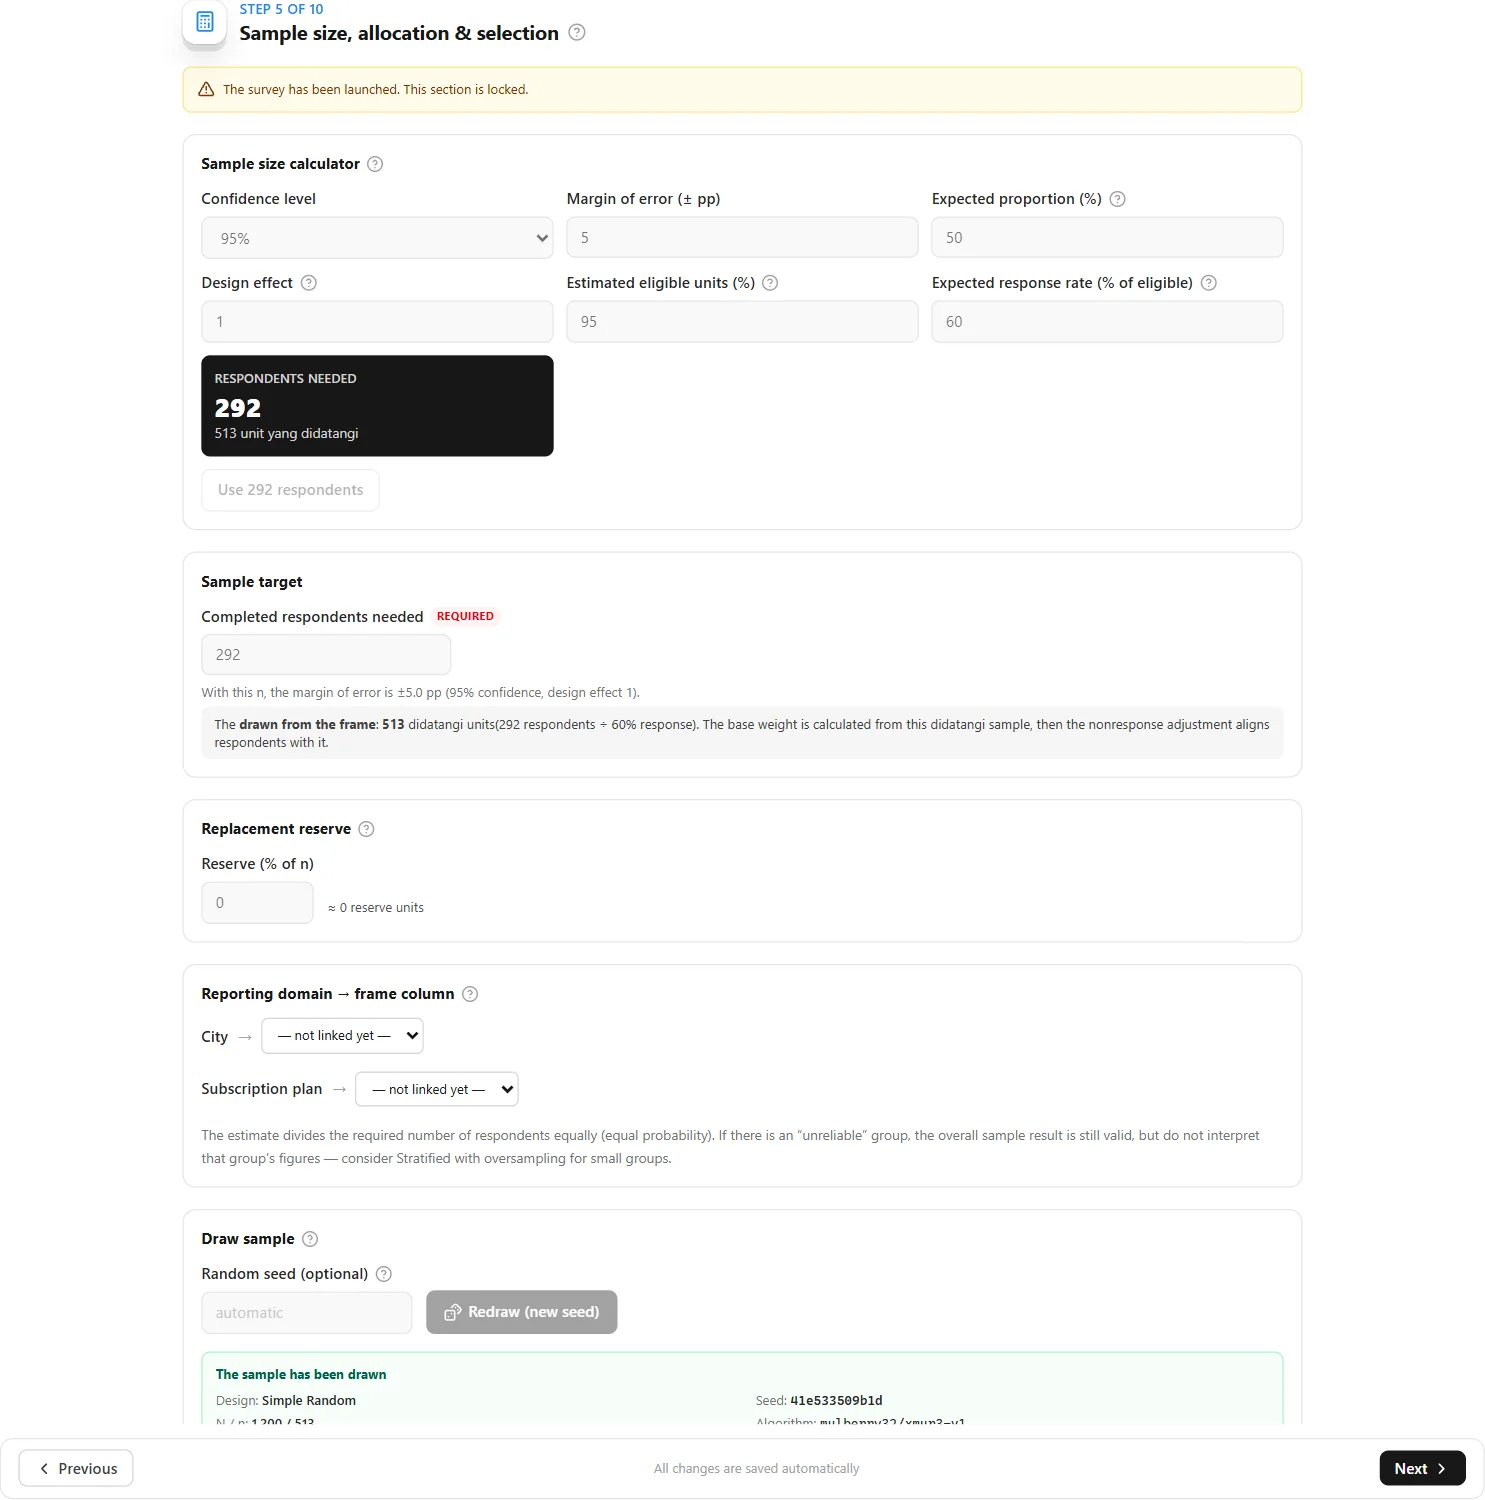 STEP 5 OF 10
Sample size, allocation & selection
The survey has been launched. This section is locked.
Sample size calculator
Confidence level
Margin of error (± pp)
Expected proportion (%)
95%
5
50
Design effect
Estimated eligible units (%)
Expected response rate (% of eligible)
1
95
60
RESPONDENTS NEEDED
292
513 unit yang didatangi
Use 292 respondents
Sample target
Completed respondents needed REQUIRED
292
With this n, the margin of error is ±5.0 pp (95% confidence, design effect 1).
The drawn from the frame: 513 didatangi units(292 respondents ÷ 60% response). The base weight is calculated from this didatangi sample, then the nonresponse adjustment aligns
respondents with it.
Replacement reserve
Reserve (% of n)
0
≈ 0 reserve units
Reporting domain → frame column
City → — not linked yet —
Subscription plan → — not linked yet —
The estimate divides the required number of respondents equally (equal probability). If there is an “unreliable” group, the overall sample result is still valid, but do not interpret
that group's figures — consider Stratified with oversampling for small groups.
Draw sample
Random seed (optional)
automatic
Redraw (new seed)
The sample has been drawn
Design: Simple Random
Seed: 41e533509b1d
N / n: 1,200 / 513
Algorithm: mulberry32/xmur3-v1
Previous
All changes are saved automatically
Next